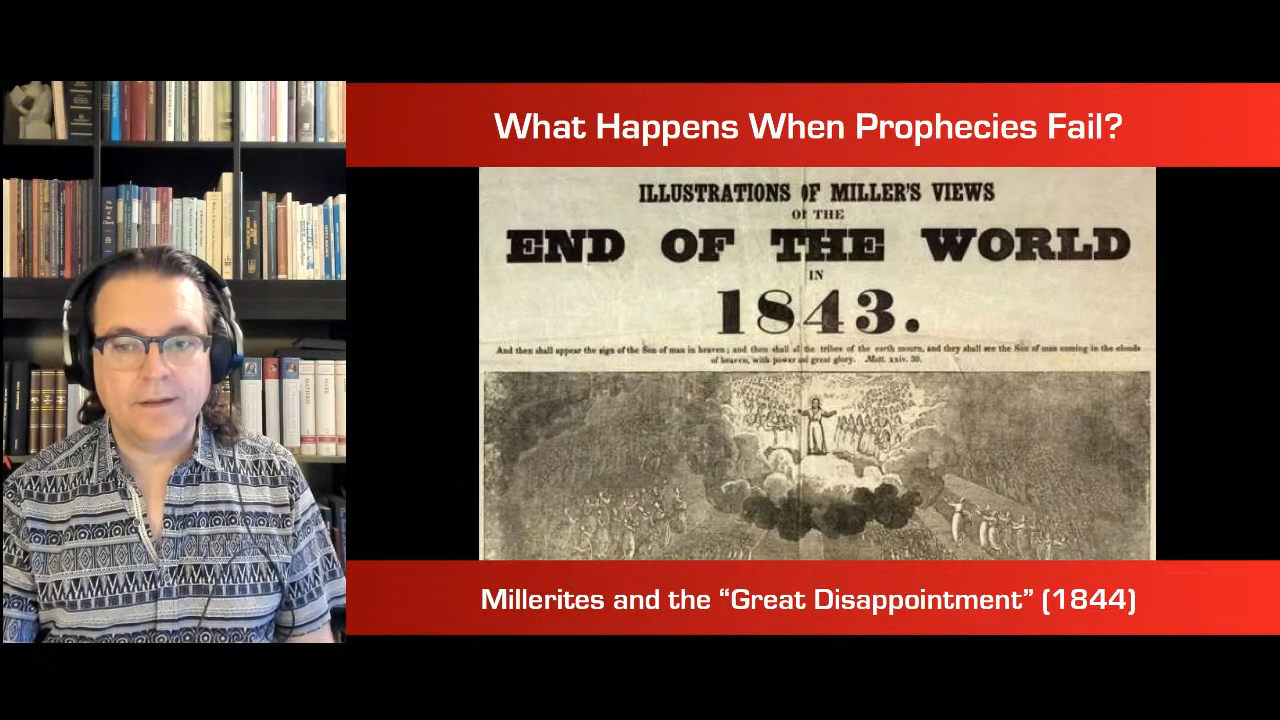 What Happens When Prophecies Fail?
ILLUSTRATIONS OF MILLER'S VIEWS
OF THE
END OF THE WORLD
IN
1843.
And then shall appear the sign of the Son of man in heaven; and then shall all the tribes of the earth mourn, and they shall see the Son of man coming in the clouds
of heaven, with power and great glory. Matt. xxiv. 30.
Millerites and the “Great Disappointment” (1844)
MATTHEW
MARK